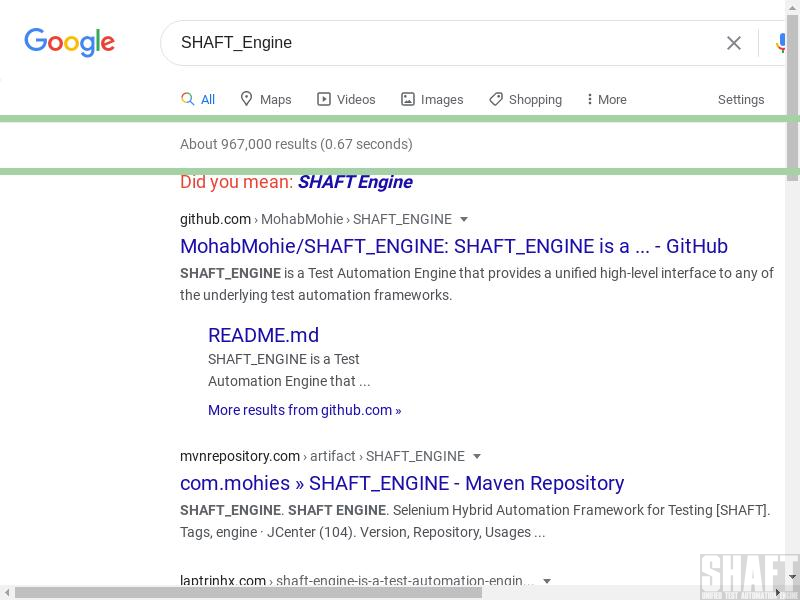 Google
SHAFT_Engine
All Maps Videos Images Shopping More Settings
About 967,000 results (0.67 seconds)
Did you mean: SHAFT Engine
github.com › MohabMohie › SHAFT_ENGINE
MohabMohie/SHAFT_ENGINE: SHAFT_ENGINE is a ... - GitHub
SHAFT_ENGINE is a Test Automation Engine that provides a unified high-level interface to any of
the underlying test automation frameworks.
README.md
SHAFT_ENGINE is a Test
Automation Engine that ...
More results from github.com »
mvnrepository.com › artifact › SHAFT_ENGINE
com.mohies » SHAFT_ENGINE - Maven Repository
SHAFT_ENGINE. SHAFT ENGINE. Selenium Hybrid Automation Framework for Testing [SHAFT].
Tags, engine · JCenter (104). Version, Repository, Usages ...
laptrinhx.com › shaft-engine-is-a-test-automation-engin...
SHAFT